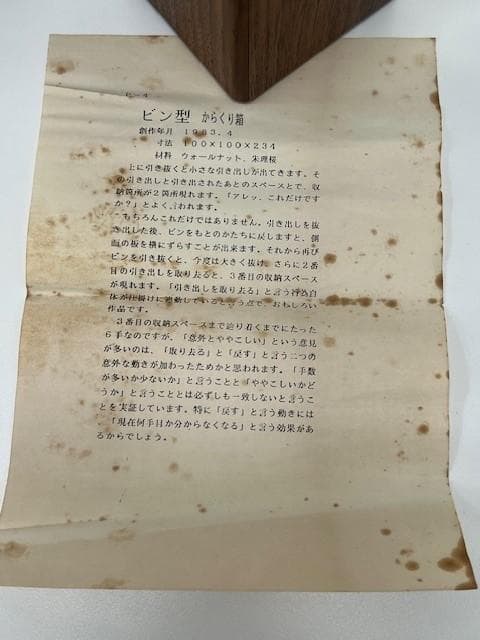 ビン型 からくり箱
創作年月 1983.4
寸法 100×100×234
材料 ウォールナット、朱理桜
上に引き抜くと小さな引き出しが出てきます。そ
の引き出しと引き出されたあとのスペースとで、収
納箇所が2箇所現れます。「アレッ、これだけです
か?」とよく言われます。
もちろんこれだけではありません。引き出しを抜
き出した後、ビンをもとのかたちに戻しますと、側
面の板を横にずらすことが出来ます。それから再び
ビンを引き抜くと、今度は大きく抜け、さらに2番
目の引き出しを取り去ると、3番目の収納スペース
が現れます。「引き出しを取り去る」と言う行為自
体が仕掛けに連動しているという点で、おもしろい
作品です。
3番目の収納スペースまで辿り着くまでにたった
6手なのですが、「意外とややこしい」という意見
が多いのは、「取り去る」と「戻す」と言う二つの
意外な動きが加わったためかと思われます。「手数
が多いか少ないか」と言うことと「ややこしいかど
うか」と言うこととは必ずしも一致しないと言うこ
とを実証しています。特に「戻す」と言う動きには
「現在何手目か分からなくなる」と言う効果があ
るからでしょう。